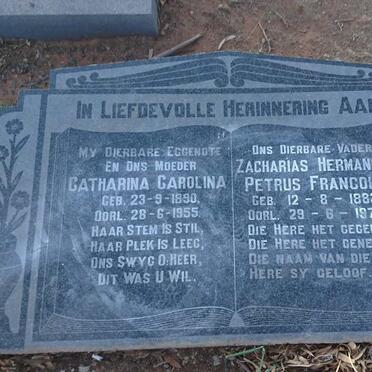 In Liefdevolle Herinnering Aan
My Dierbare Eggenote
En Ons Moeder
Catharina Carolina
Geb. 23-9-1890.
Oorl. 28-6-1955.
Haar Stem Is Stil,
Haar Plek Is Leeg,
Ons Swyg O. Heer,
Dit Was U Wil.
Ons Dierbare Vader
Zacharias Herman
Petrus Franco
Geb. 12-8-188
Oorl. 29-6-19
Die Here Het Gege
Die Here Het Gene
Die Naam Van Die
Here Sy Geloof.